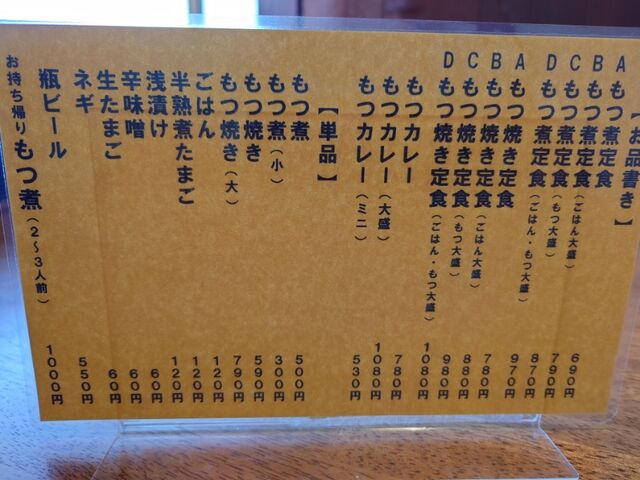 【お品書き】
A もつ煮定食 690円
B もつ煮定食(ごはん大盛) 790円
C もつ煮定食(もつ大盛) 870円
D もつ煮定食(ごはん・もつ大盛) 970円
A もつ焼き定食 780円
B もつ焼き定食(ごはん大盛) 880円
C もつ焼き定食(もつ大盛) 980円
D もつ焼き定食(ごはん・もつ大盛) 1080円
もつカレー 780円
もつカレー(大盛) 1080円
もつカレー(ミニ) 530円
【単品】
もつ煮 500円
もつ煮(小) 300円
もつ焼き 590円
もつ焼き(大) 790円
ごはん 120円
半熟煮たまご 120円
浅漬け 120円
辛味噌 60円
生たまご 60円
ネギ 60円
瓶ビール 550円
お持ち帰りもつ煮(2~3人前) 1000円